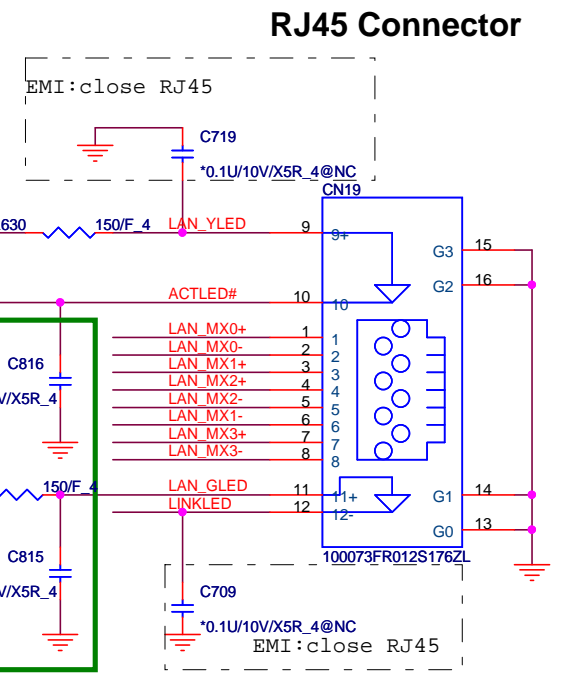 RJ45 Connector
EMI:close RJ45
C719
*0.1U/10V/X5R_4@NC
CN19
630 150/F_4 LAN_YLED 9 9+
G3 15
G2 16
ACTLED# 10 10
LAN_MX0+ 1 1
LAN_MX0- 2 2
LAN_MX1+ 3 3
LAN_MX2+ 4 4
LAN_MX2- 5 5
LAN_MX1- 6 6
LAN_MX3+ 7 7
LAN_MX3- 8 8
C816
V/X5R_4
150/F_4 LAN_GLED 11 11+
G1 14
LINKLED 12 12-
G0 13
100073FR012S176ZL
C815
V/X5R_4
C709
*0.1U/10V/X5R_4@NC
EMI:close RJ45